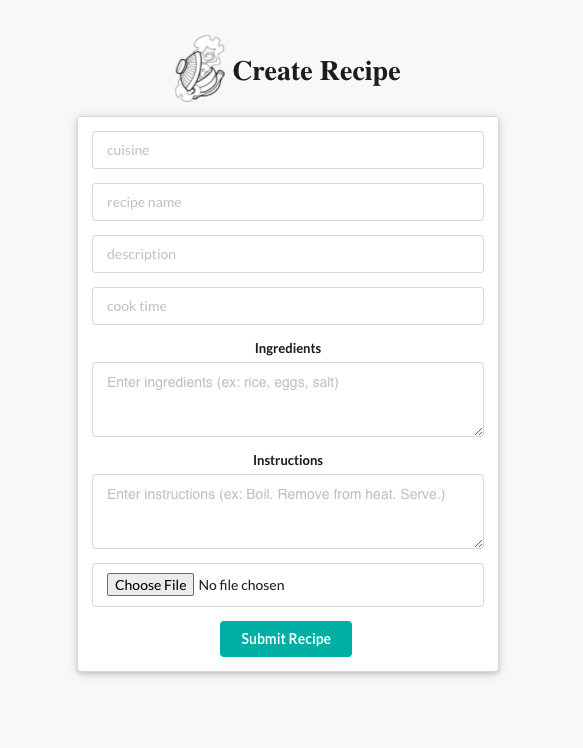 Create Recipe
cuisine
recipe name
description
cook time
Ingredients
Enter ingredients (ex: rice, eggs, salt)
Instructions
Enter instructions (ex: Boil. Remove from heat. Serve.)
Choose File No file chosen
Submit Recipe